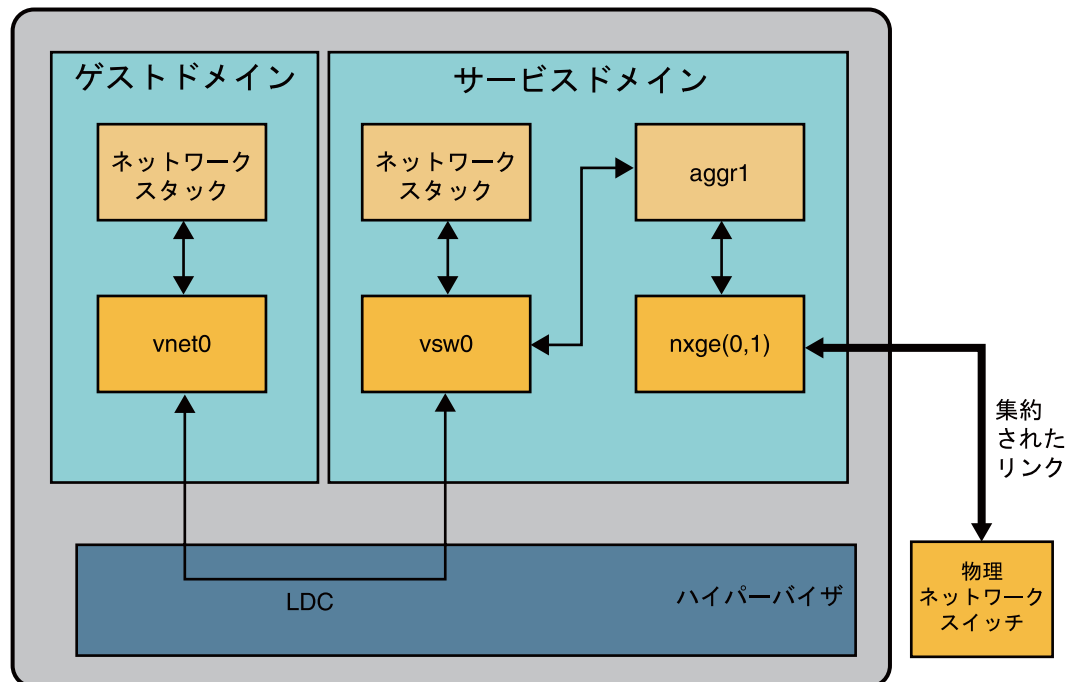 ゲストドメイン
サービスドメイン
ネットワーク
スタック
ネットワーク
スタック
aggr1
vnet0
vsw0
nxge(0,1)
集約
された
リンク
LDC
ハイパーバイザ
物理
ネットワーク
スイッチ